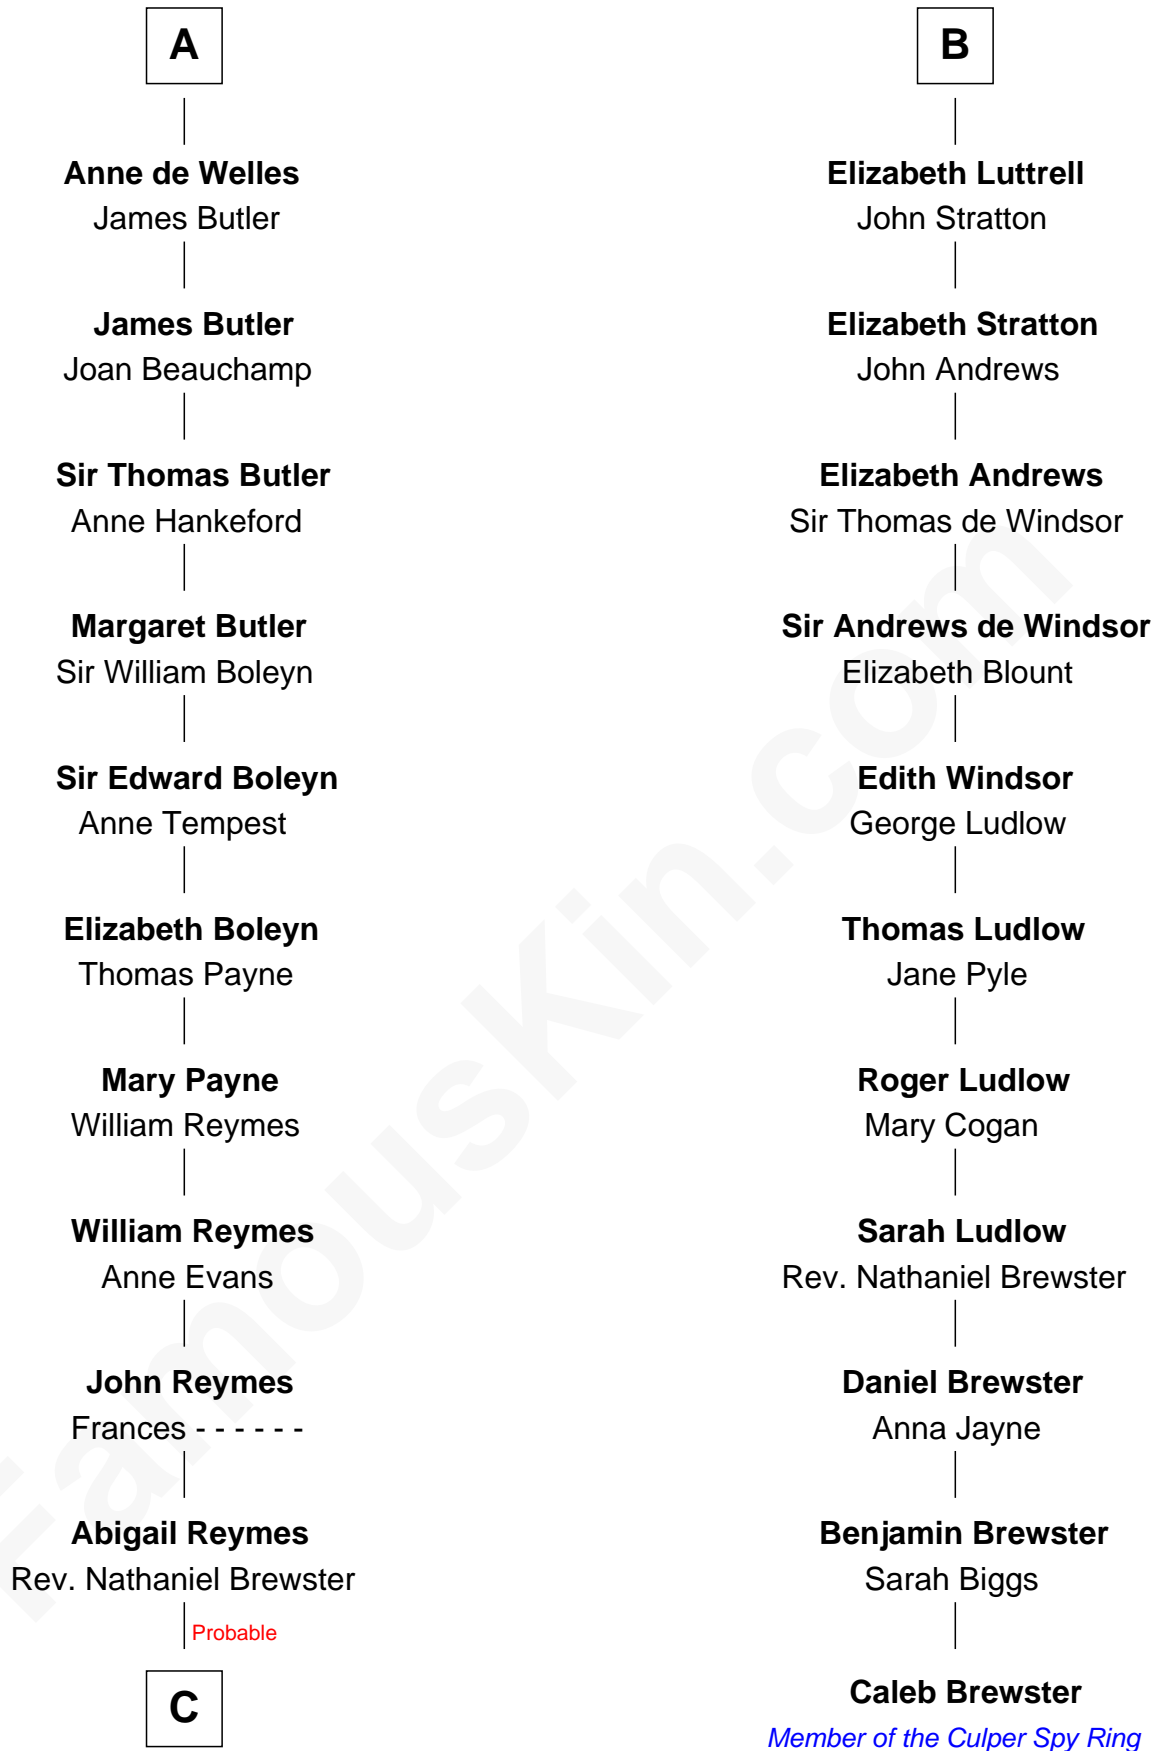 A
Anne de Welles
James Butler
James Butler
Joan Beauchamp
Sir Thomas Butler
Anne Hankeford
Margaret Butler
Sir William Boleyn
Sir Edward Boleyn
Anne Tempest
Elizabeth Boleyn
Thomas Payne
Mary Payne
William Reymes
William Reymes
Anne Evans
John Reymes
Frances - - - - - -
Abigail Reymes
Rev. Nathaniel Brewster
Probable
C
B
Elizabeth Luttrell
John Stratton
Elizabeth Stratton
John Andrews
Elizabeth Andrews
Sir Thomas de Windsor
Sir Andrews de Windsor
Elizabeth Blount
Edith Windsor
George Ludlow
Thomas Ludlow
Jane Pyle
Roger Ludlow
Mary Cogan
Sarah Ludlow
Rev. Nathaniel Brewster
Daniel Brewster
Anna Jayne
Benjamin Brewster
Sarah Biggs
Caleb Brewster
Member of the Culper Spy Ring
FamousKin.com